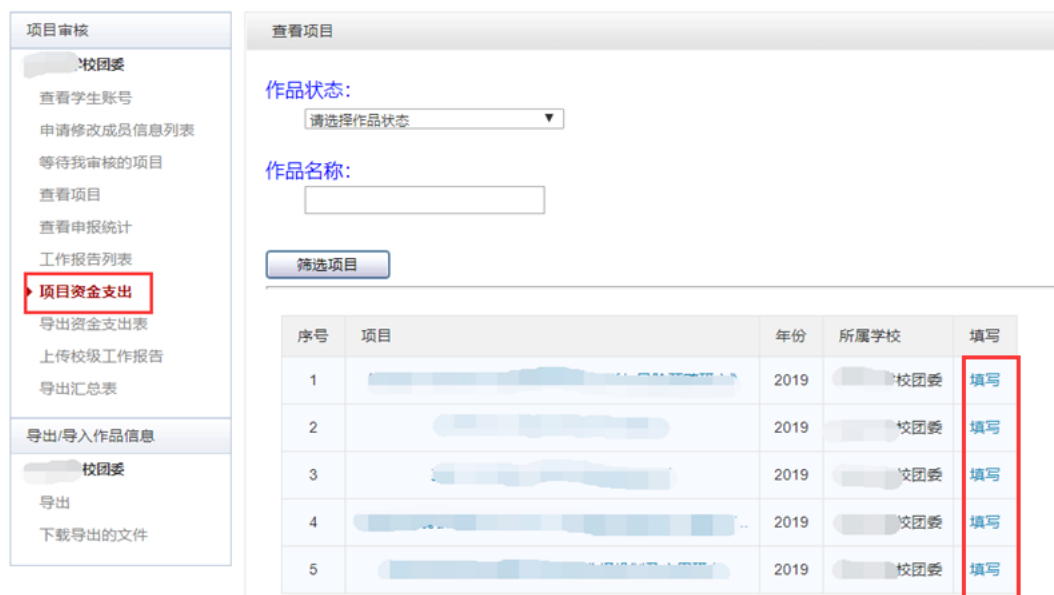 项目审核
校团委
查看学生账号
申请修改成员信息列表
等待我审核的项目
查看项目
查看申报统计
工作报告列表
项目资金支出
导出资金支出表
上传校级工作报告
导出汇总表
导出/导入作品信息
校团委
导出
下载导出的文件
查看项目
作品状态:
请选择作品状态
作品名称:
筛选项目
序号 项目 年份 所属学校 填写
1 2019 校团委 填写
2 2019 校团委 填写
3 2019 校团委 填写
4 .. 2019 校团委 填写
5 2019 校团委 填写